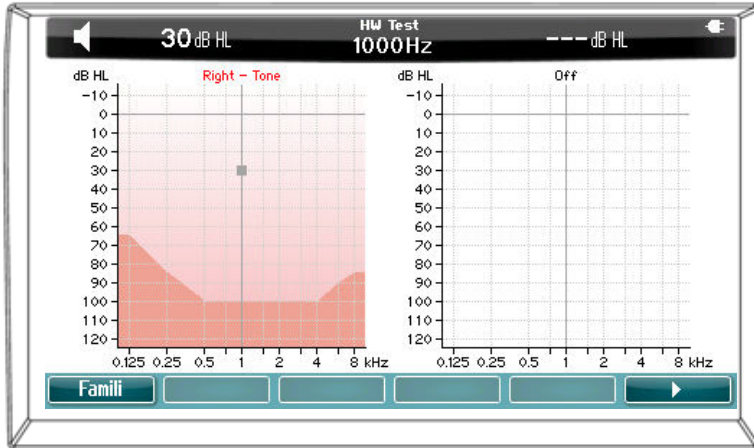 30 dB HL
HW Test
1000Hz
--- dB HL
dB HL
Right - Tone
-10
0
10
20
30
40
50
60
70
80
90
100
110
120
0.125 0.25 0.5 1 2 4 8 kHz
dB HL
Off
-10
0
10
20
30
40
50
60
70
80
90
100
110
120
0.125 0.25 0.5 1 2 4 8 kHz
Famili